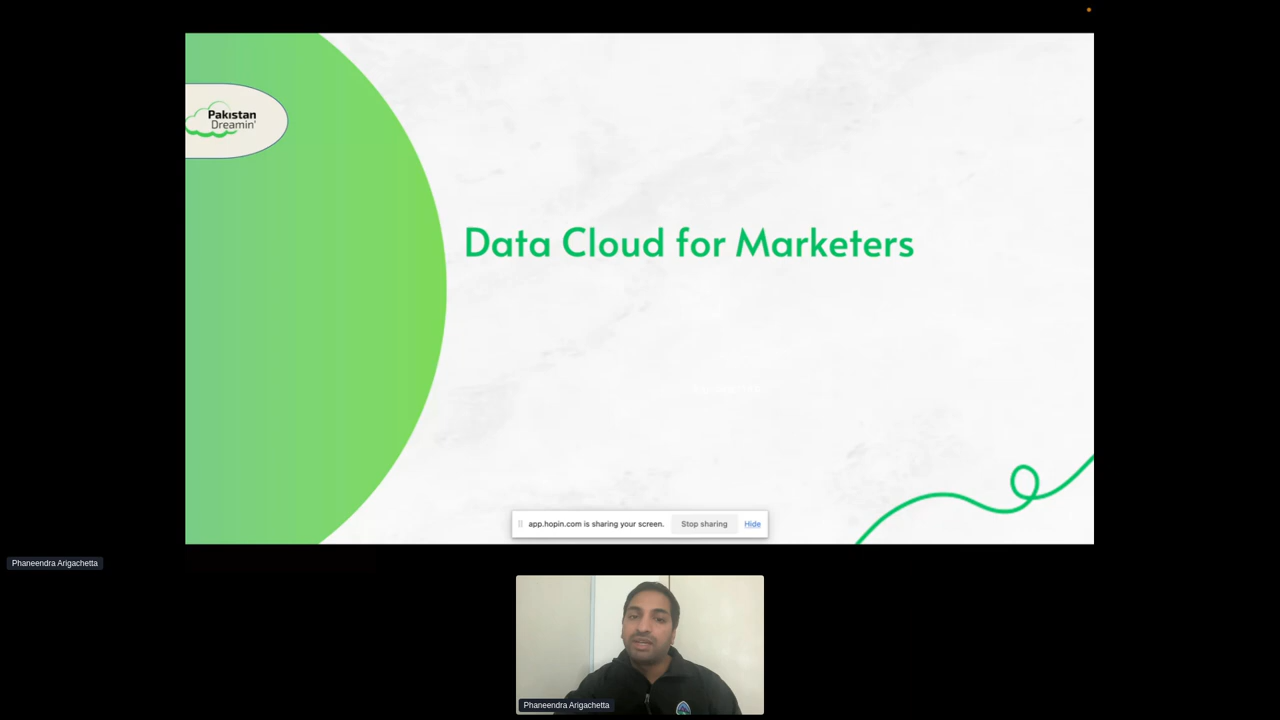 Pakıstan
Dreamin'
Data Cloud for Marketers
app.hopin.com is sharing your screen.
Stop sharing
Hide
Phaneendra Arigachetta
Phaneendra Arigachetta